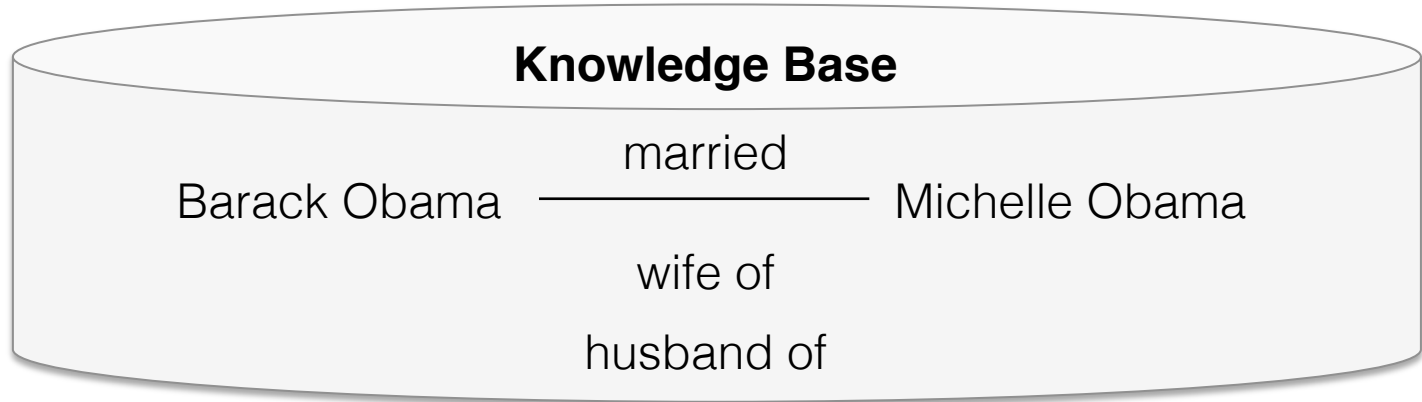 Knowledge Base
married
Barack Obama Michelle Obama
wife of
husband of